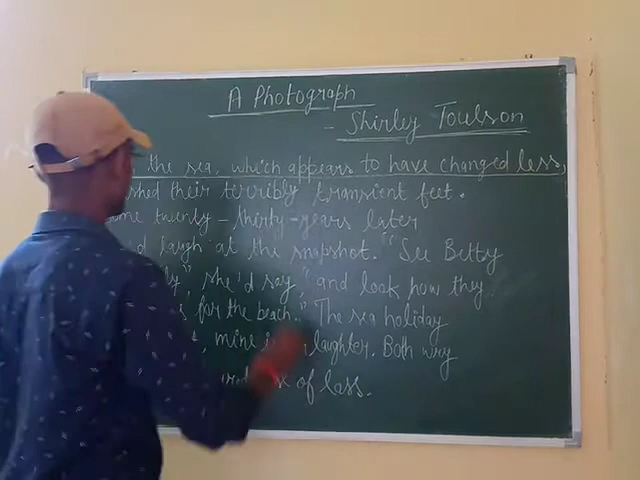 A Photograph
- Shirley Toulson
the sea, which appears to have changed less,
shed their terribly transient feet.
twenty - thirty - years later
laugh at the snapshot. "See Betty
" she'd say, " and look how they
for the beach." The sea holiday
mine laughter. Both wry
of loss.